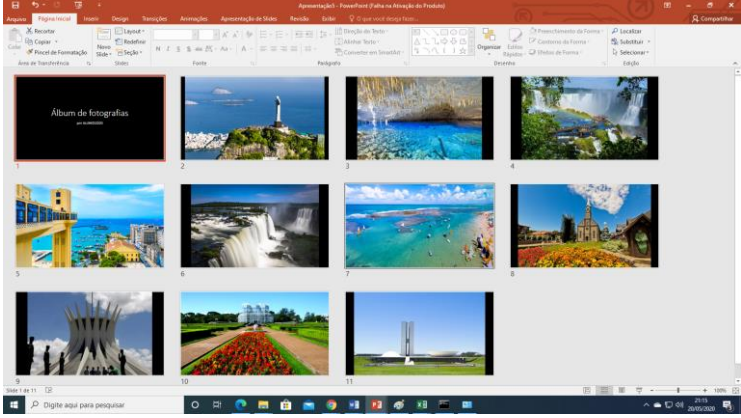 Apresentação5 - PowerPoint (Falha na Ativação do Produto)
Arquivo Página Inicial Inserir Design Transições Animações Apresentação de Slides Revisão Exibir O que você deseja fazer...
Compartilhar
Colar
Recortar
Copiar
Pincel de Formatação
Área de Transferência
Novo Slide
Layout
Redefinir
Seção
Slides
N I S
Fonte
Direção do Texto
Alinhar Texto
Converter em SmartArt
Parágrafo
Organizar
Estilos Rápidos
Preenchimento da Forma
Contorno da Forma
Efeitos de Forma
Desenho
Localizar
Substituir
Selecionar
Edição
Álbum de fotografias
1
2
3
4
5
6
7
8
9
10
11
Slide 1 de 11
100%
Digite aqui para pesquisar
21:15
20/05/2020